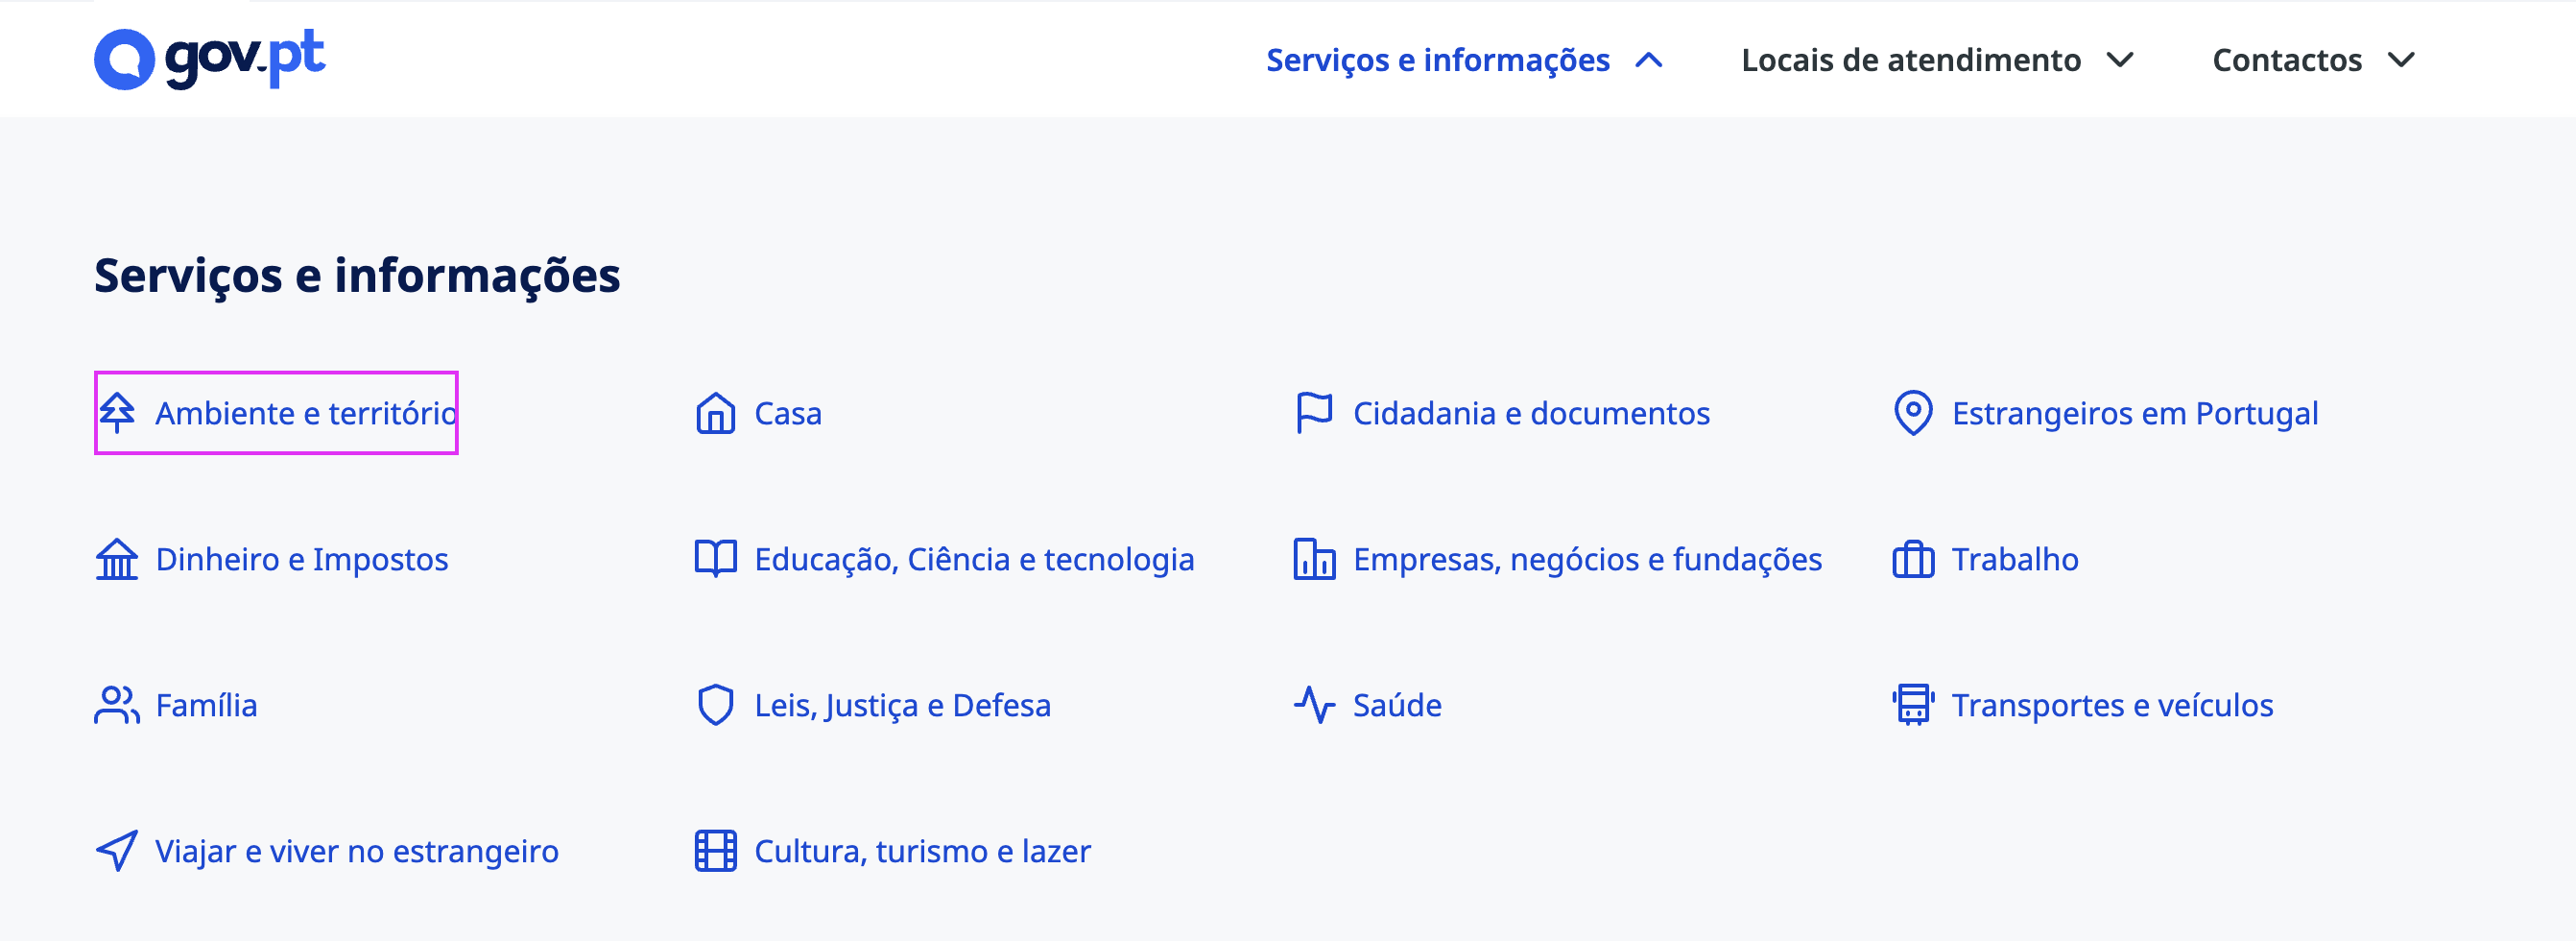 gov.pt
Serviços e informações
Locais de atendimento
Contactos
Serviços e informações
Ambiente e território
Casa
Cidadania e documentos
Estrangeiros em Portugal
Dinheiro e Impostos
Educação, Ciência e tecnologia
Empresas, negócios e fundações
Trabalho
Família
Leis, Justiça e Defesa
Saúde
Transportes e veículos
Viajar e viver no estrangeiro
Cultura, turismo e lazer